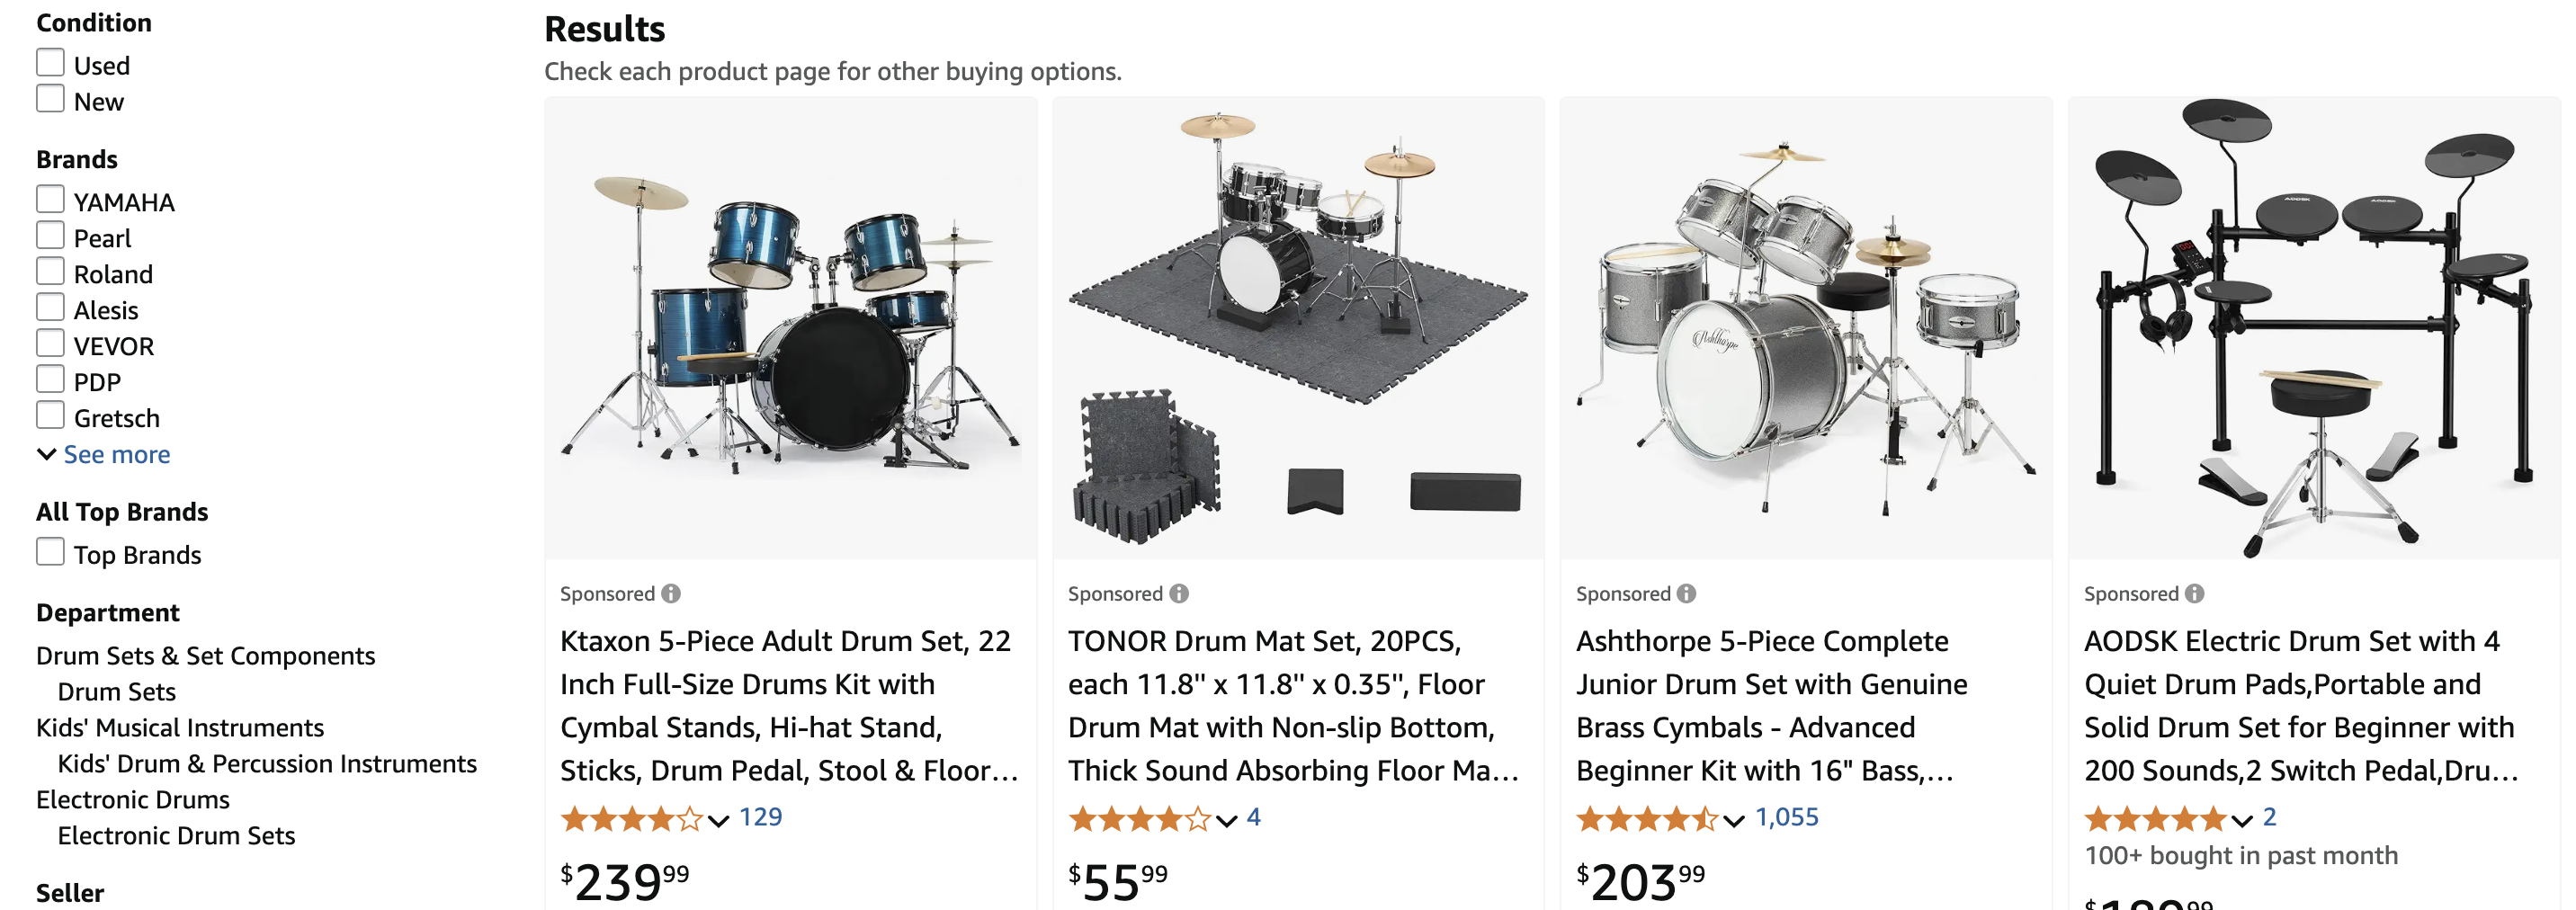 Condition
Used
New
Brands
YAMAHA
Pearl
Roland
Alesis
VEVOR
PDP
Gretsch
See more
All Top Brands
Top Brands
Department
Drum Sets & Set Components
Drum Sets
Kids' Musical Instruments
Kids' Drum & Percussion Instruments
Electronic Drums
Electronic Drum Sets
Seller
Results
Check each product page for other buying options.
Sponsored
Ktaxon 5-Piece Adult Drum Set, 22
Inch Full-Size Drums Kit with
Cymbal Stands, Hi-hat Stand,
Sticks, Drum Pedal, Stool & Floor...
129
$239.99
Sponsored
TONOR Drum Mat Set, 20PCS,
each 11.8" x 11.8" x 0.35", Floor
Drum Mat with Non-slip Bottom,
Thick Sound Absorbing Floor Ma...
4
$55.99
Ashthorpe
Sponsored
Ashthorpe 5-Piece Complete
Junior Drum Set with Genuine
Brass Cymbals - Advanced
Beginner Kit with 16" Bass,...
1,055
$203.99
AODSK
AODSK
Sponsored
AODSK Electric Drum Set with 4
Quiet Drum Pads,Portable and
Solid Drum Set for Beginner with
200 Sounds,2 Switch Pedal,Dru...
2
100+ bought in past month